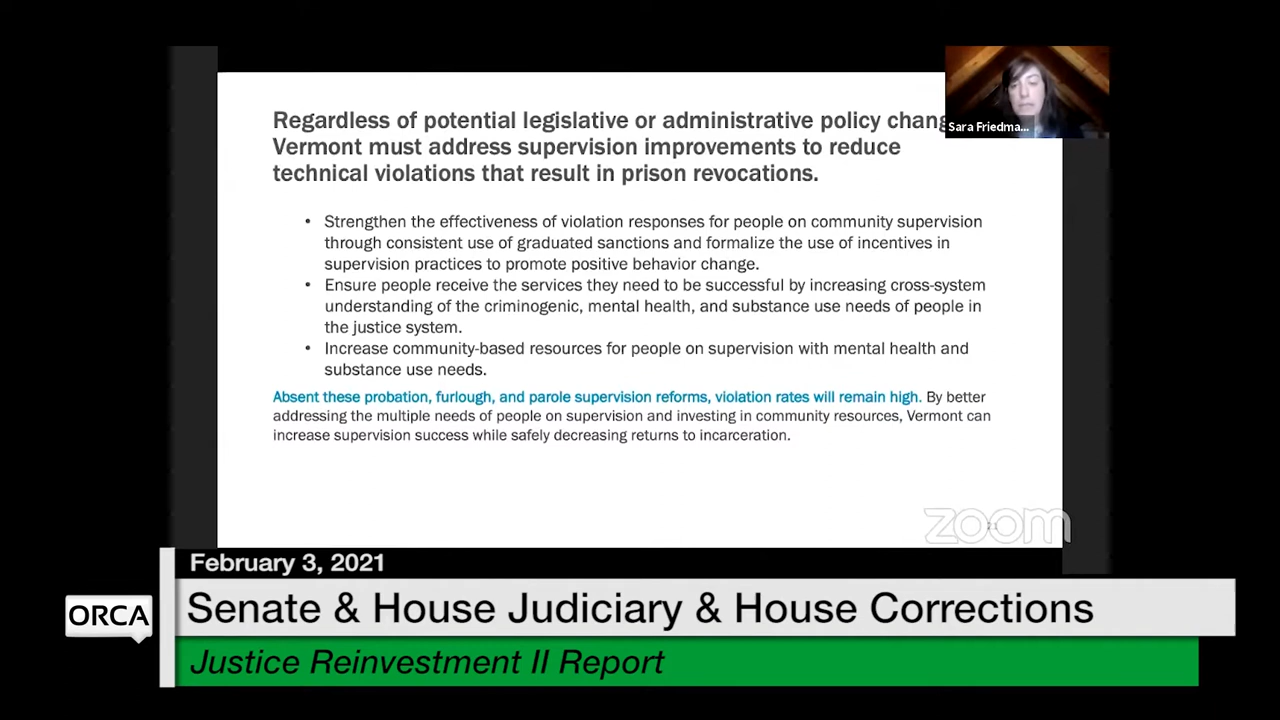 Regardless of potential legislative or administrative policy chang
Vermont must address supervision improvements to reduce
technical violations that result in prison revocations.
Sara Friedma...
• Strengthen the effectiveness of violation responses for people on community supervision
through consistent use of graduated sanctions and formalize the use of incentives in
supervision practices to promote positive behavior change.
• Ensure people receive the services they need to be successful by increasing cross-system
understanding of the criminogenic, mental health, and substance use needs of people in
the justice system.
• Increase community-based resources for people on supervision with mental health and
substance use needs.
Absent these probation, furlough, and parole supervision reforms, violation rates will remain high. By better
addressing the multiple needs of people on supervision and investing in community resources, Vermont can
increase supervision success while safely decreasing returns to incarceration.
zoom
February 3, 2021
ORCA
Senate & House Judiciary & House Corrections
Justice Reinvestment II Report